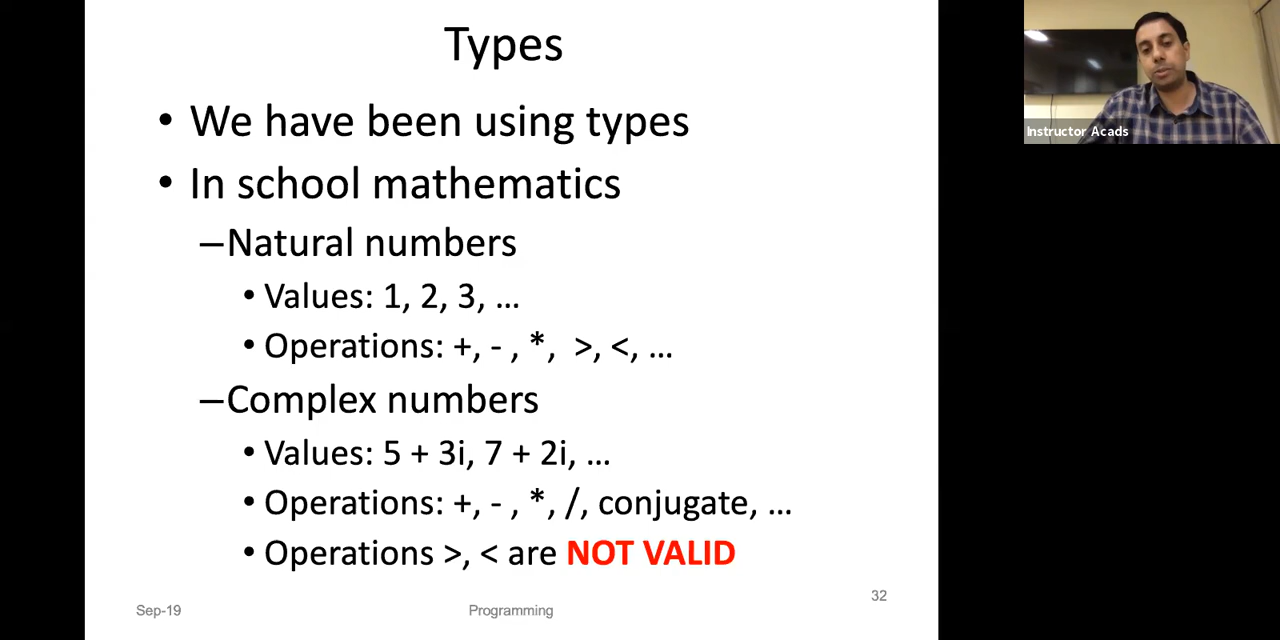 Types
• We have been using types
• In school mathematics
–Natural numbers
• Values: 1, 2, 3, …
• Operations: +, - , *, >, <, …
–Complex numbers
• Values: 5 + 3i, 7 + 2i, …
• Operations: +, - , *, /, conjugate, …
• Operations >, < are NOT VALID
Sep-19
Programming
32
Instructor Acads